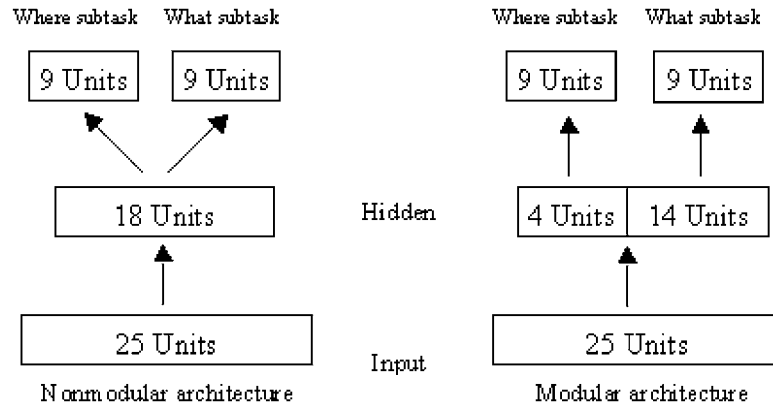 Where subtask What subtask Where subtask What subtask
9 Units 9 Units 9 Units 9 Units
18 Units Hidden 4 Units 14 Units
25 Units Input 25 Units
Nonmodular architecture Modular architecture